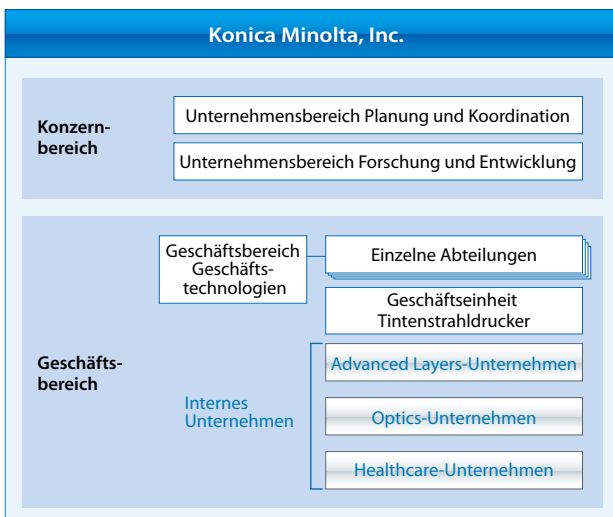 Konica Minolta, Inc.
Konzern-
bereich
Unternehmensbereich Planung und Koordination
Unternehmensbereich Forschung und Entwicklung
Geschäfts-
bereich
Geschäftsbereich
Geschäfts-
technologien
Einzelne Abteilungen
Geschäftseinheit
Tintenstrahldrucker
Internes
Unternehmen
Advanced Layers-Unternehmen
Optics-Unternehmen
Healthcare-Unternehmen